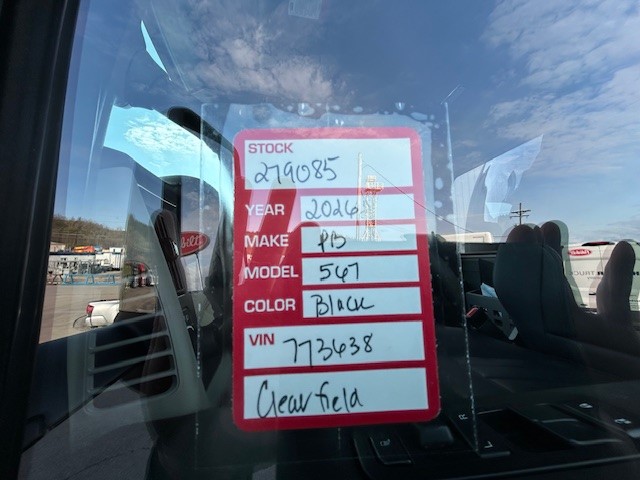 STOCK
279085
YEAR 2026
MAKE PB
MODEL 567
COLOR Black
VIN 773638
Clearfield
R
L